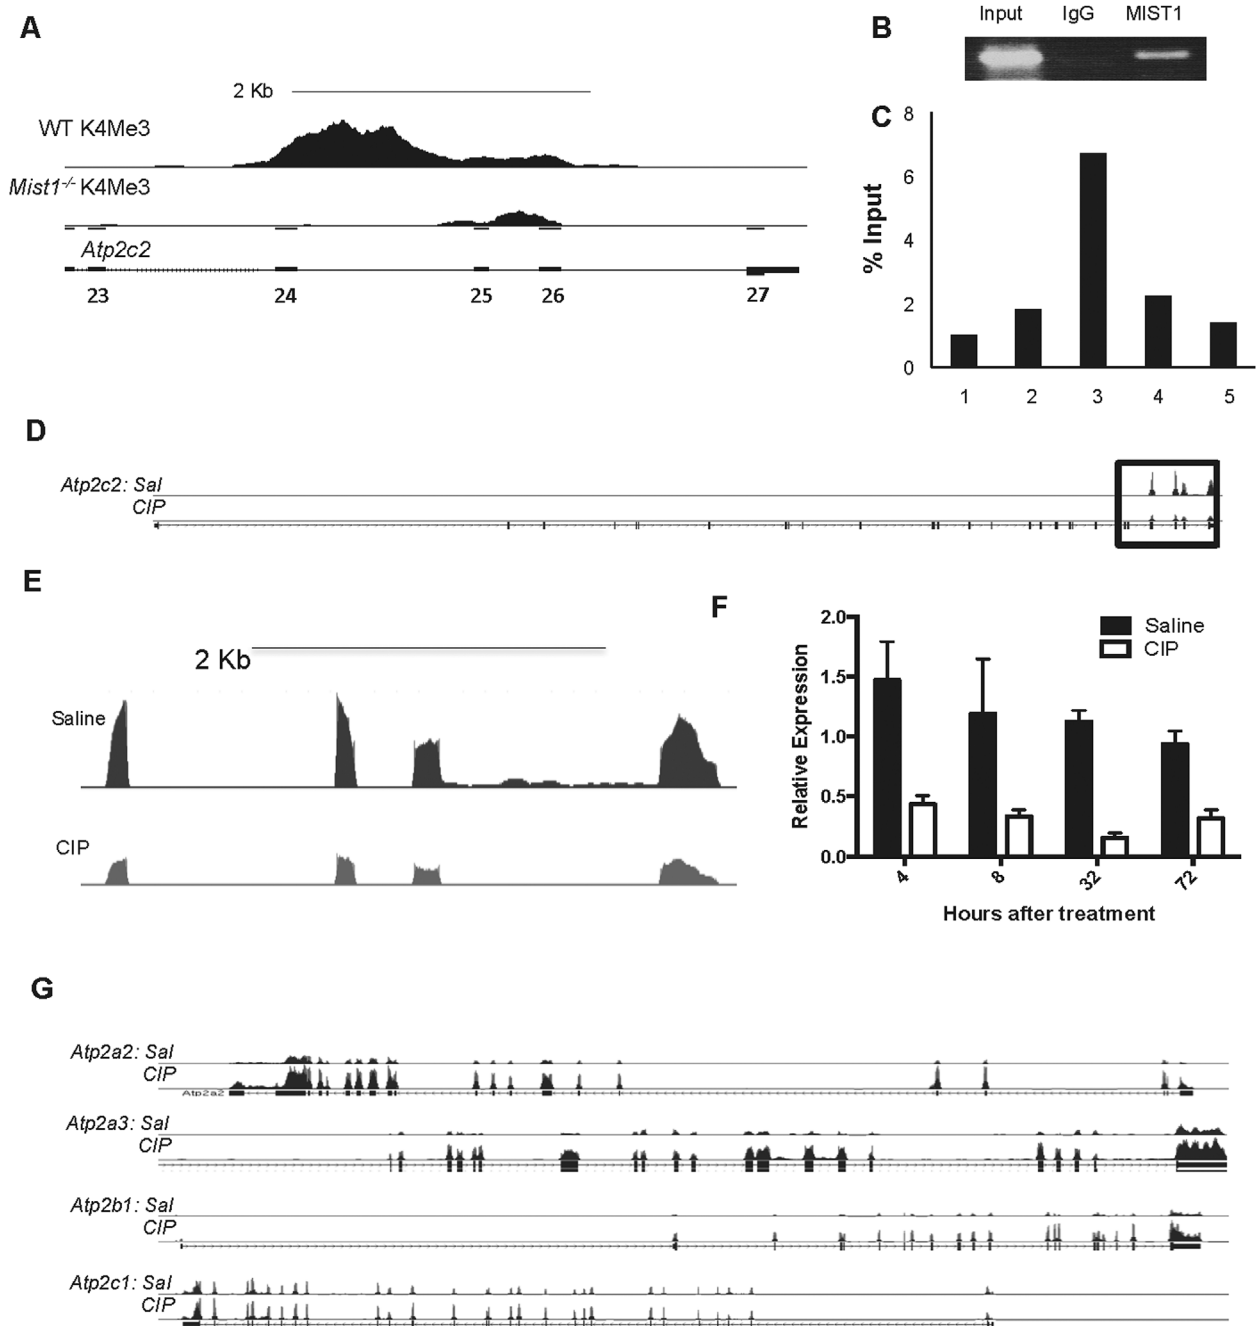 A
2 Kb
WT K4Me3
Mist1-/- K4Me3
Atp2c2
23 24 25 26 27
B
Input IgG MIST1
C
8
6
4
2
0
% Input
1 2 3 4 5
D
Atp2c2: Sal
CIP
E
2 Kb
Saline
CIP
F
2.0
1.5
1.0
0.5
0.0
Relative Expression
Saline
CIP
4 8 32 72
Hours after treatment
G
Atp2a2: Sal
CIP
Atp2a2
Atp2a3: Sal
CIP
Atp2b1: Sal
CIP
Atp2c1: Sal
CIP